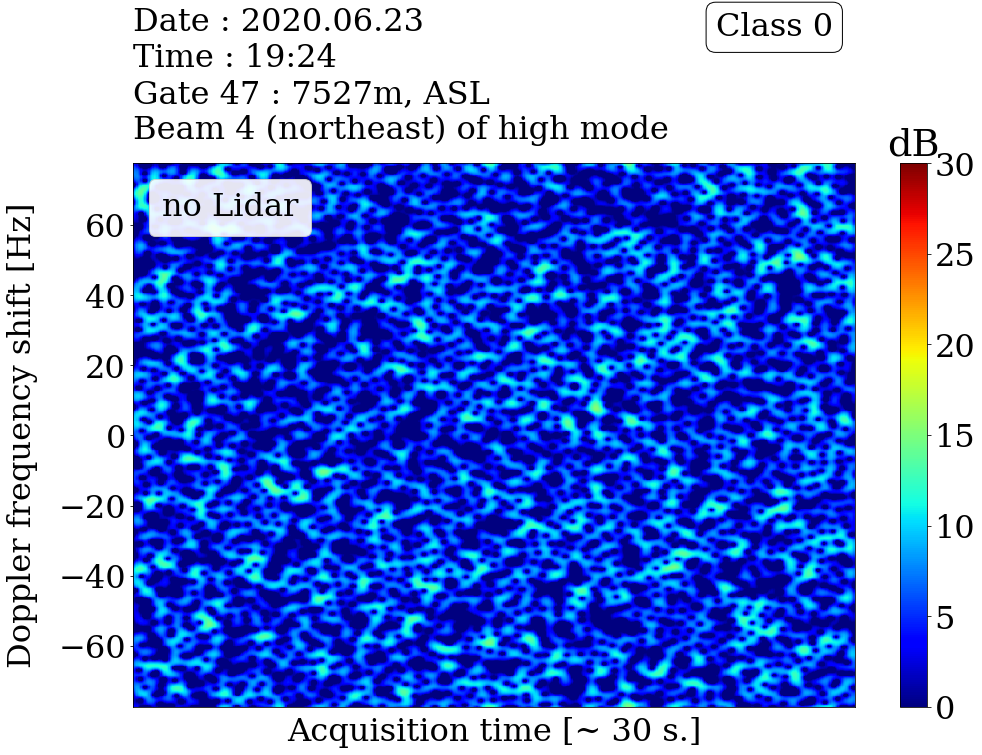 Date : 2020.06.23
Time : 19:24
Gate 47 : 7527m, ASL
Beam 4 (northeast) of high mode
Class 0
dB
no Lidar
Doppler frequency shift [Hz]
60
40
20
0
−20
−40
−60
Acquisition time [~ 30 s.]
30
25
20
15
10
5
0